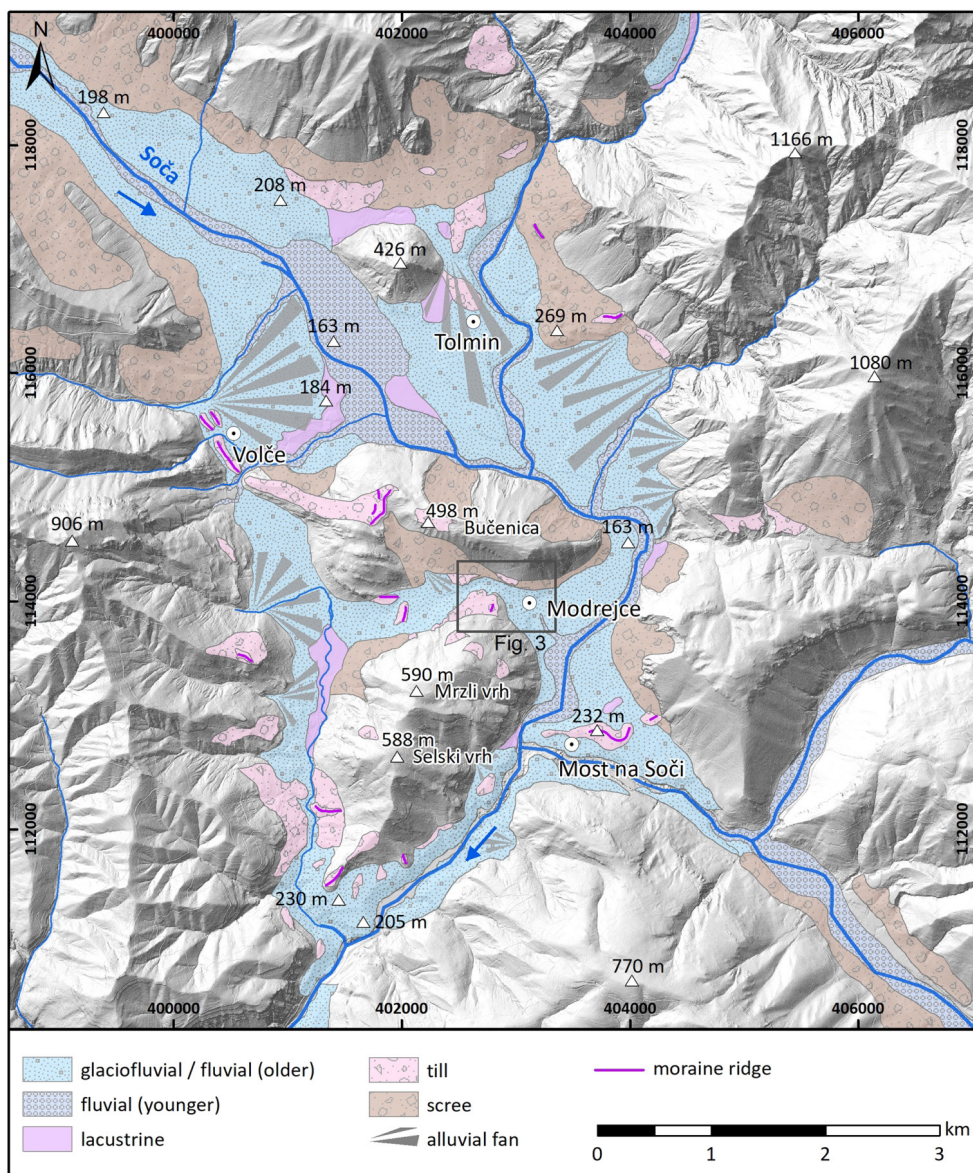 400000
402000
404000
406000
N
198 m
118000
118000
1166 m
Soča
208 m
426 m
163 m
269 m
Tolmin
116000
116000
1080 m
184 m
Volče
498 m
Bučenica
906 m
163 m
114000
114000
Modrejce
Fig. 3
590 m
Mrzli vrh
232 m
588 m
Selski vrh
Most na Soči
112000
112000
230 m
205 m
770 m
400000
402000
404000
406000
glaciofluvial / fluvial (older)
till
moraine ridge
fluvial (younger)
scree
km
lacustrine
alluvial fan
0
1
2
3